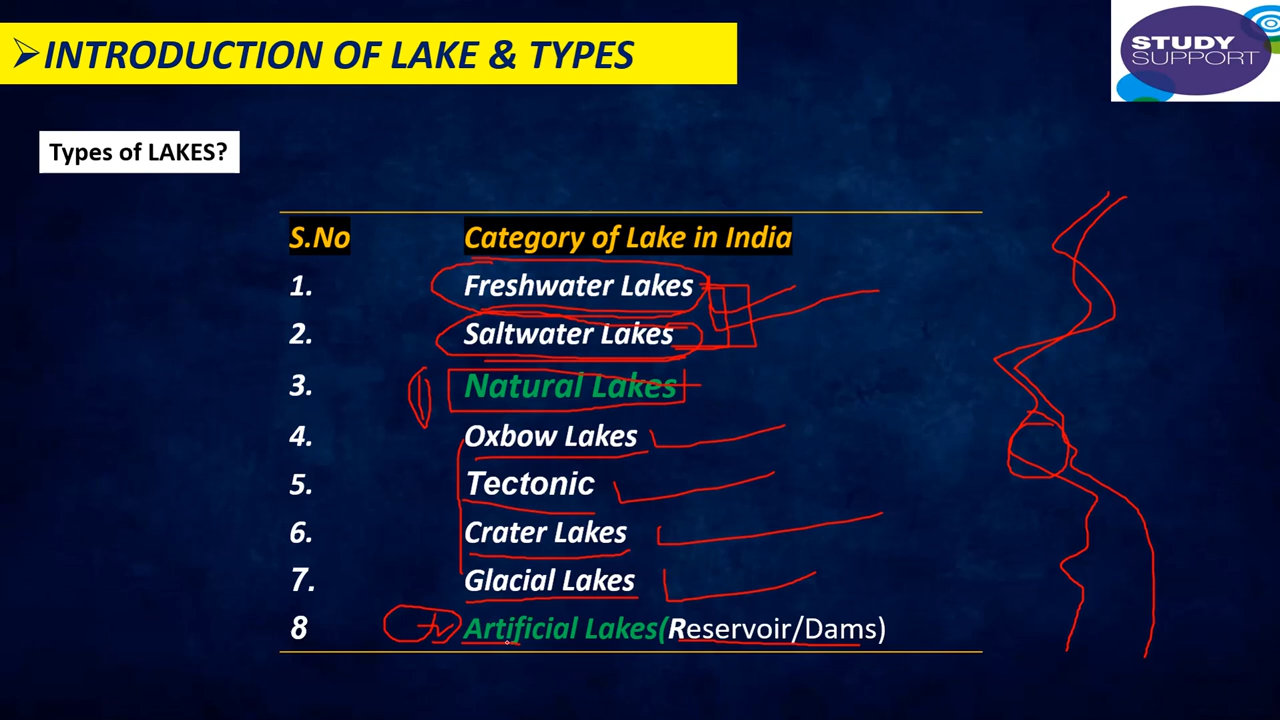 ➢INTRODUCTION OF LAKE & TYPES
STUDY
SUPPORT
Types of LAKES?
S.No Category of Lake in India
1. Freshwater Lakes
2. Saltwater Lakes
3. Natural Lakes
4. Oxbow Lakes
5. Tectonic
6. Crater Lakes
7. Glacial Lakes
8 Artificial Lakes(Reservoir/Dams)